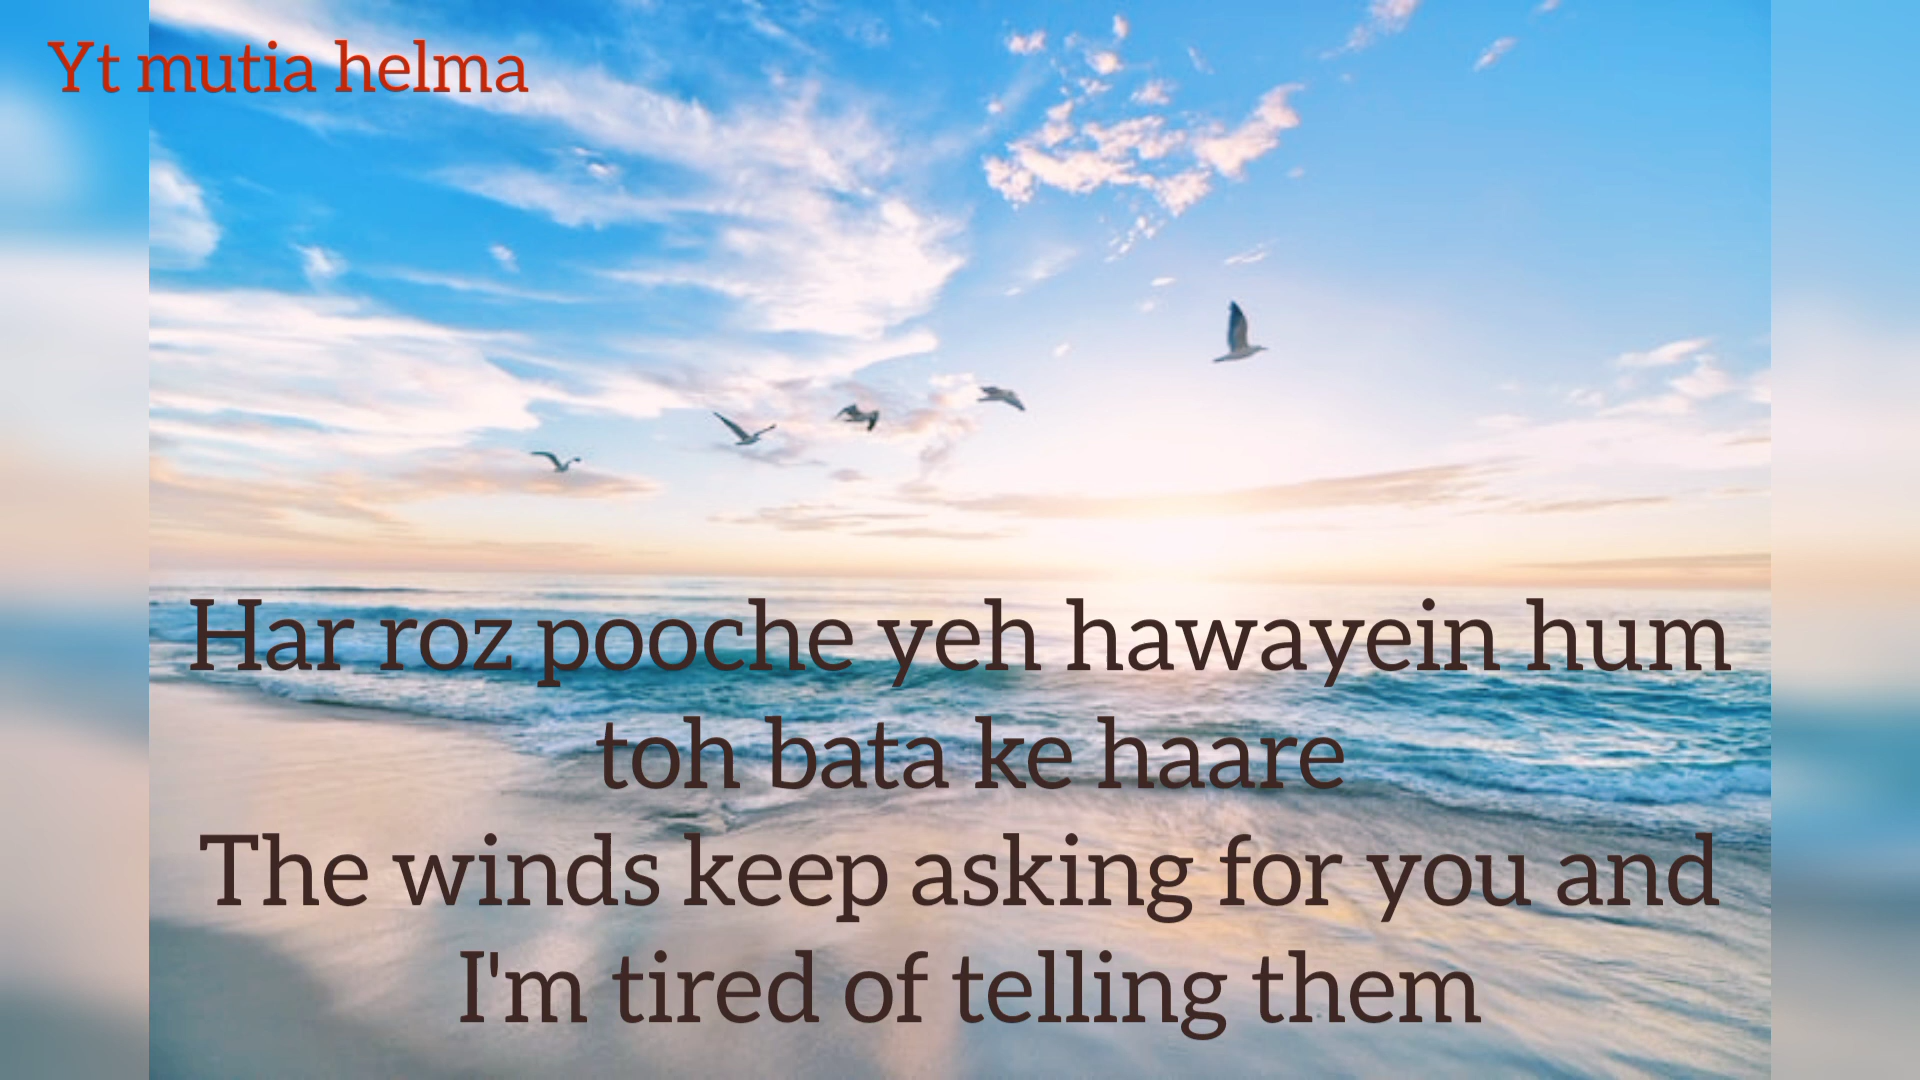 Yt mutia helma
Har roz pooche yeh hawayein hum
toh bata ke haare
The winds keep asking for you and
I'm tired of telling them